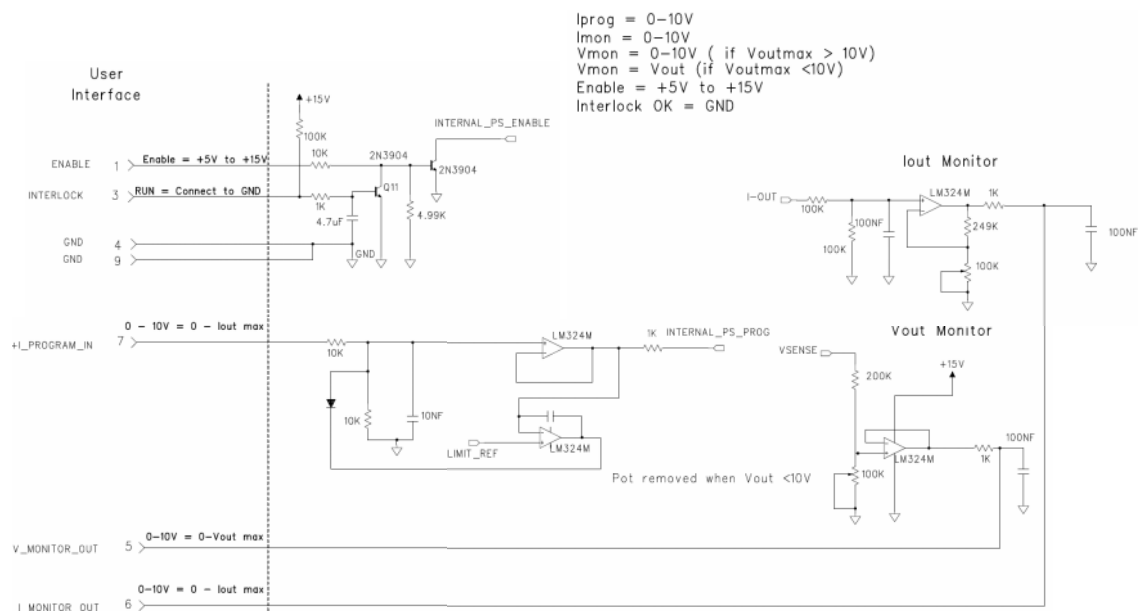 Iprog = 0-10V
Imon = 0-10V
Vmon = 0-10V ( if Voutmax > 10V)
Vmon = Vout (if Voutmax <10V)
Enable = +5V to +15V
Interlock OK = GND
User
Interface
+15V
100K
INTERNAL_PS_ENABLE
ENABLE 1 Enable = +5V to +15V
10K
2N3904
2N3904
INTERLOCK 3 RUN = Connect to GND
1K
Q11
4.7uF
4.99K
GND 4
GND
GND 9
Iout Monitor
I-OUT
100K
LM324M
1K
100NF
249K
100K
100K
100NF
+I_PROGRAM_IN 7 0 - 10V = 0 - Iout max
10K
LM324M
1K
INTERNAL_PS_PROG
10K
10NF
LIMIT_REF
LM324M
Vout Monitor
VSENSE
+15V
200K
LM324M
1K
100NF
100K
Pot removed when Vout <10V
V_MONITOR_OUT 5 0-10V = 0-Vout max
I_MONITOR_OUT 6 0-10V = 0 - Iout max